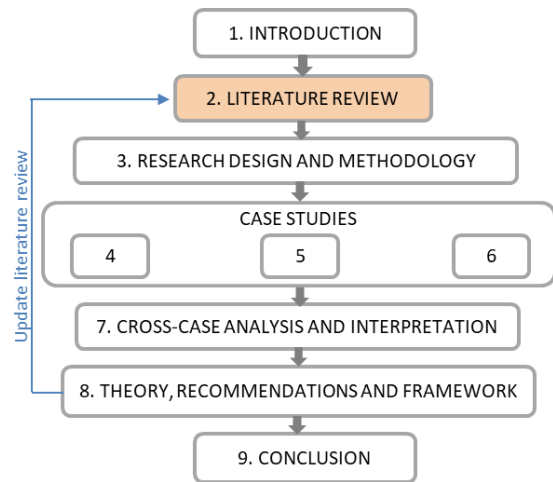 1. INTRODUCTION
2. LITERATURE REVIEW
3. RESEARCH DESIGN AND METHODOLOGY
CASE STUDIES
4
5
6
7. CROSS-CASE ANALYSIS AND INTERPRETATION
8. THEORY, RECOMMENDATIONS AND FRAMEWORK
9. CONCLUSION
Update literature review